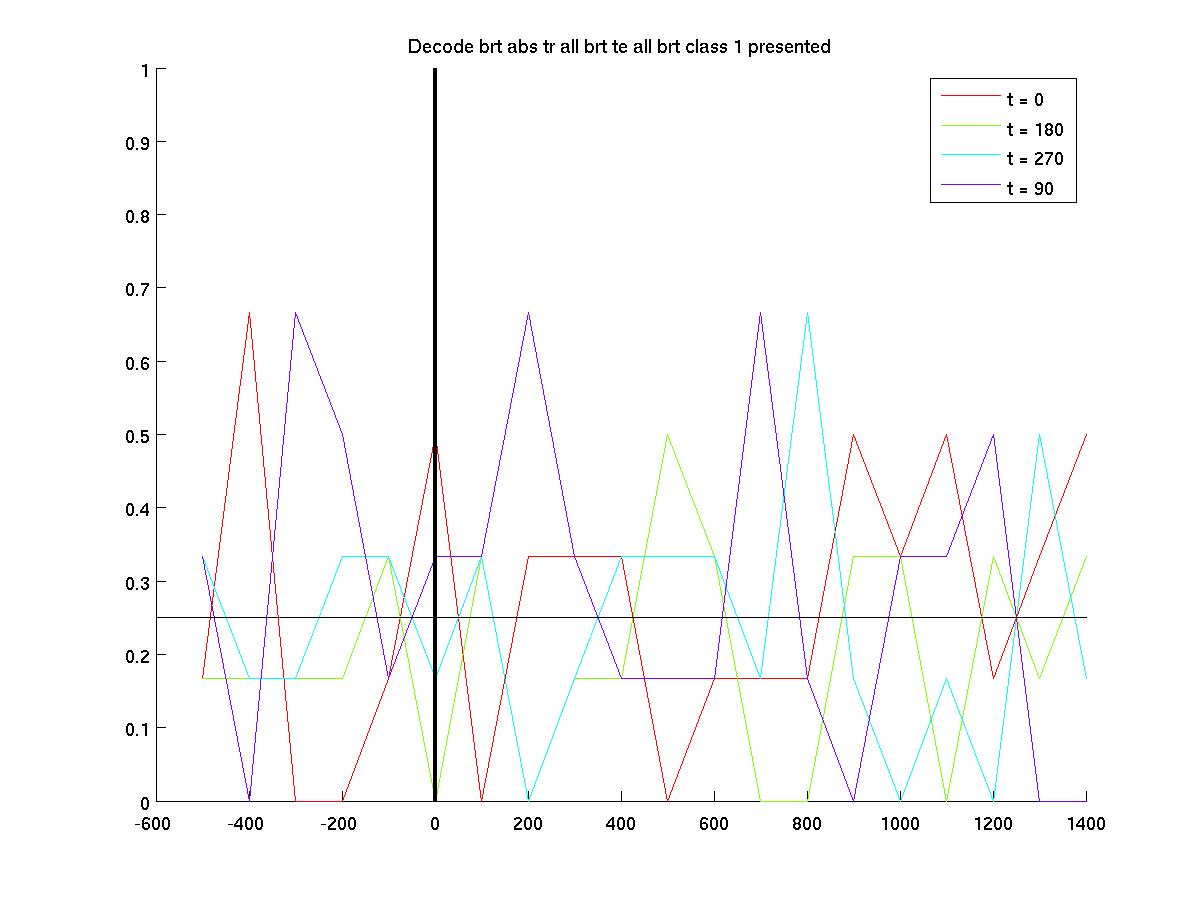 Decode brt abs tr all brt te all brt class 1 presented
1
0.9
0.8
0.7
0.6
0.5
0.4
0.3
0.2
0.1
0
t = 0
t = 180
t = 270
t = 90
-600 -400 -200 0 200 400 600 800 1000 1200 1400